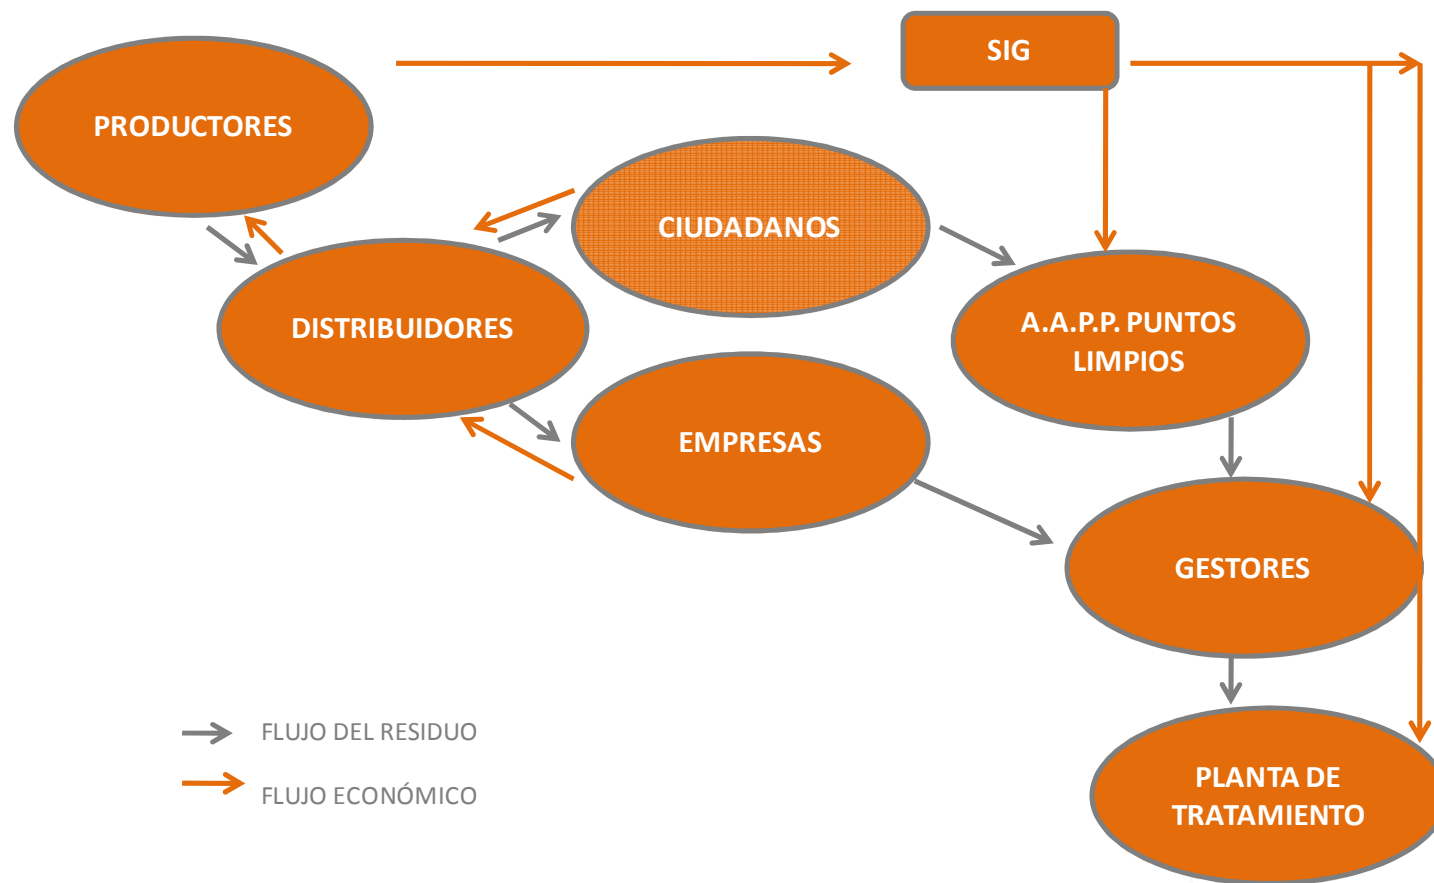 SIG
PRODUCTORES
CIUDADANOS
DISTRIBUIDORES
A.A.P.P. PUNTOS
LIMPIOS
EMPRESAS
GESTORES
FLUJO DEL RESIDUO
FLUJO ECONÓMICO
PLANTA DE
TRATAMIENTO